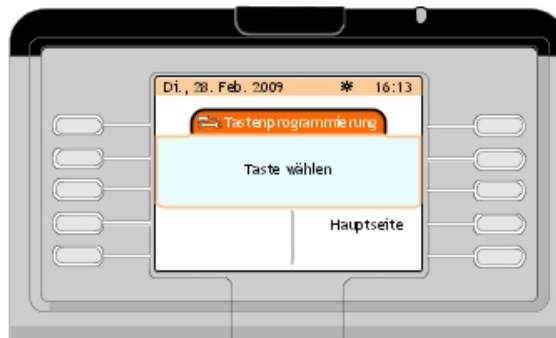 Di., 28. Feb. 2009 16:13
Tastenprogrammierung
Taste wählen
Hauptseite